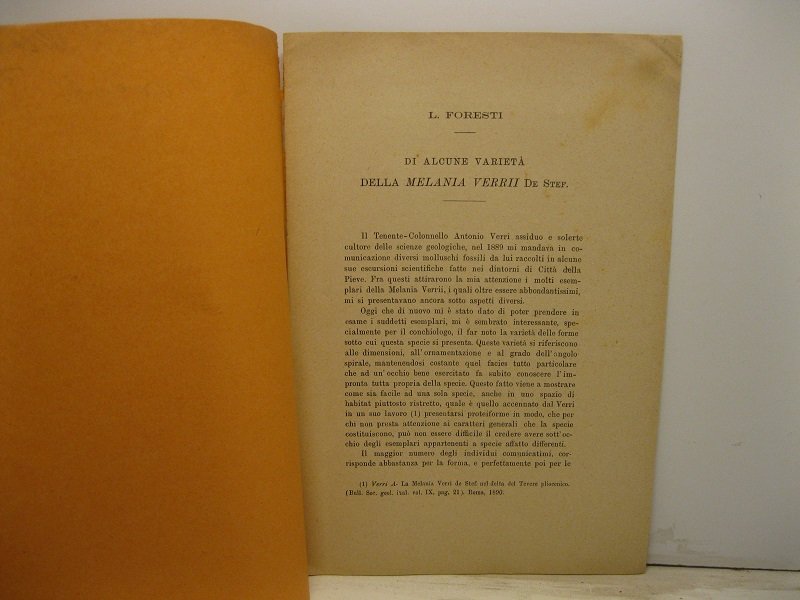 L. FORESTI
DI ALCUNE VARIETÀ
DELLA MELANIA VERRII DE STEF.
Il Tenente-Colonnello Antonio Verri assiduo e solerte
cultore delle scienze geologiche, nel 1889 mi mandava in co-
municazione diversi molluschi fossili da lui raccolti in alcune
sue escursioni scientifiche fatte nei dintorni di Città della
Pieve. Fra questi attirarono la mia attenzione i molti esem-
plari della Melania Verrii, i quali oltre essere abbondantissimi,
mi si presentavano ancora sotto aspetti diversi.
Oggi che di nuovo mi è stato dato di poter prendere in
esame i suddetti esemplari, mi è sembrato interessante, spe-
cialmente per il conchiologo, il far noto la varietà delle forme
sotto cui questa specie si presenta. Queste varietà si riferiscono
alle dimensioni, all'ornamentazione e al grado dell'angolo
spirale, mantenendosi costante quel facies tutto particolare
che ad un'occhio bene esercitato fa subito conoscere l'im-
pronta tutta propria della specie. Questo fatto viene a mostrare
come sia facile ad una sola specie, anche in uno spazio di
habitat piuttosto ristretto, quale è quello accennato dal Verri
in un suo lavoro (1) presentarsi proteiforme in modo, che per
chi non presta attenzione ai caratteri generali che la specie
costituiscono, può non essere difficile il credere avere sott'oc-
chio degli esemplari appartenenti a specie affatto differenti.
Il maggior numero degli individui comunicatimi, cor-
risponde abbastanza per la forma, e perfettamente poi per le
(1) Verri A- La Melania Verri de Stef nel delta del Tevere pliocenico.
(Bull. Soc. geol. ital. vol. IX, pag. 21). Roma, 1890.